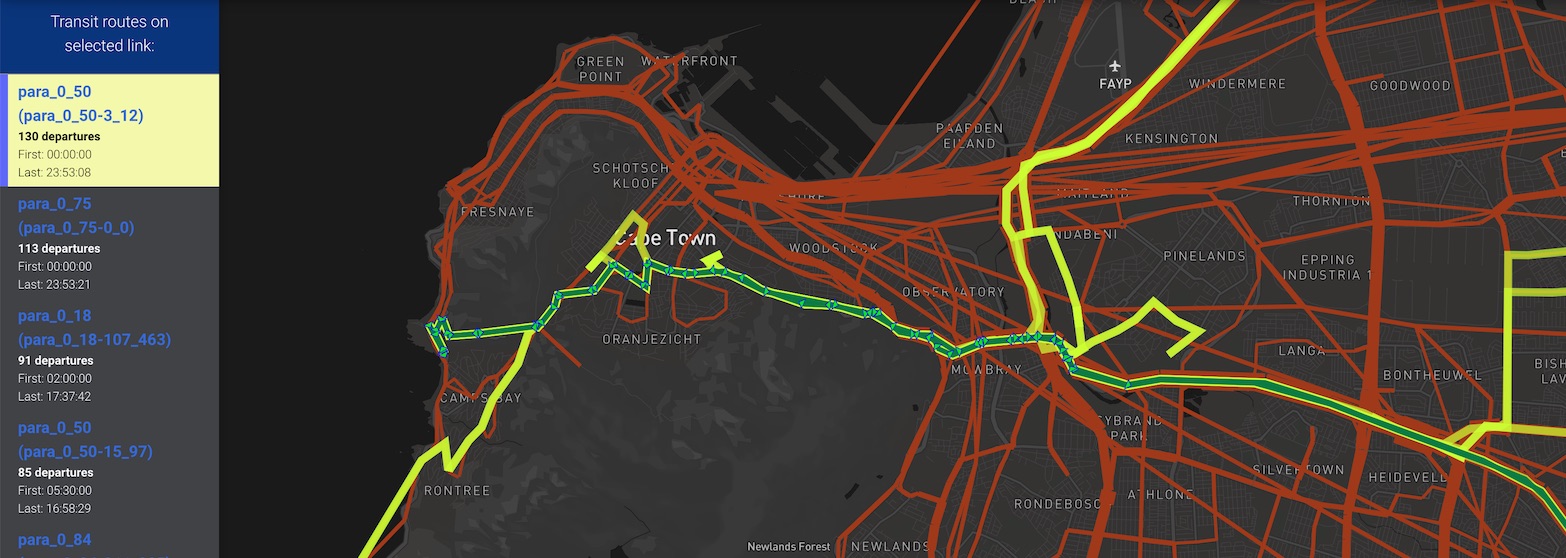 Transit routes on
selected link:
para_0_50
(para_0_50-3_12)
130 departures
First: 00:00:00
Last: 23:53:08
para_0_75
(para_0_75-0_0)
113 departures
First: 00:00:00
Last: 23:53:21
para_0_18
(para_0_18-107_463)
91 departures
First: 02:00:00
Last: 17:37:42
para_0_50
(para_0_50-15_97)
85 departures
First: 05:30:00
Last: 16:58:29
para_0_84
GREEN
POINT
WATERFRONT
FAYP
WINDERMERE
GOODWOOD
PAARDEN
EILAND
KENSINGTON
SCHOTSCH
KLOOF
MAITLAND
THORNTON
FRESNAYE
Cape Town
WOODSTOCK
NDABENI
PINELANDS
EPPING
INDUSTRIA 1
OBSERVATORY
ORANJEZICHT
LANGA
MOWBRAY
BONTHEUWEL
BISH
LAV
CAMPS BAY
SYBRAND
PARK
RONTREE
SILVERTOWN
HEIDEVELD
ATHLONE
RONDEBOSC
Newlands Forest
NEWLANDS